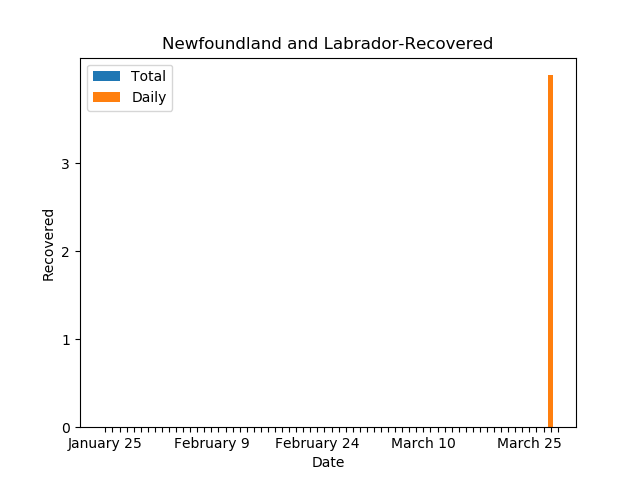 Newfoundland and Labrador-Recovered
Total
Daily
Recovered
3
2
1
0
January 25 February 9 February 24 March 10 March 25
Date